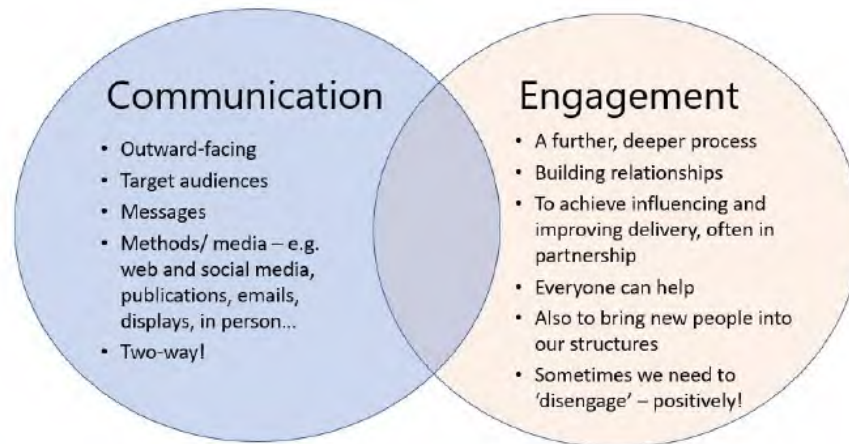 Communication
• Outward-facing
• Target audiences
• Messages
• Methods/ media – e.g.
web and social media,
publications, emails,
displays, in person...
• Two-way!
Engagement
• A further, deeper process
• Building relationships
• To achieve influencing and
improving delivery, often in
partnership
• Everyone can help
• Also to bring new people into
our structures
• Sometimes we need to
‘disengage’ – positively!